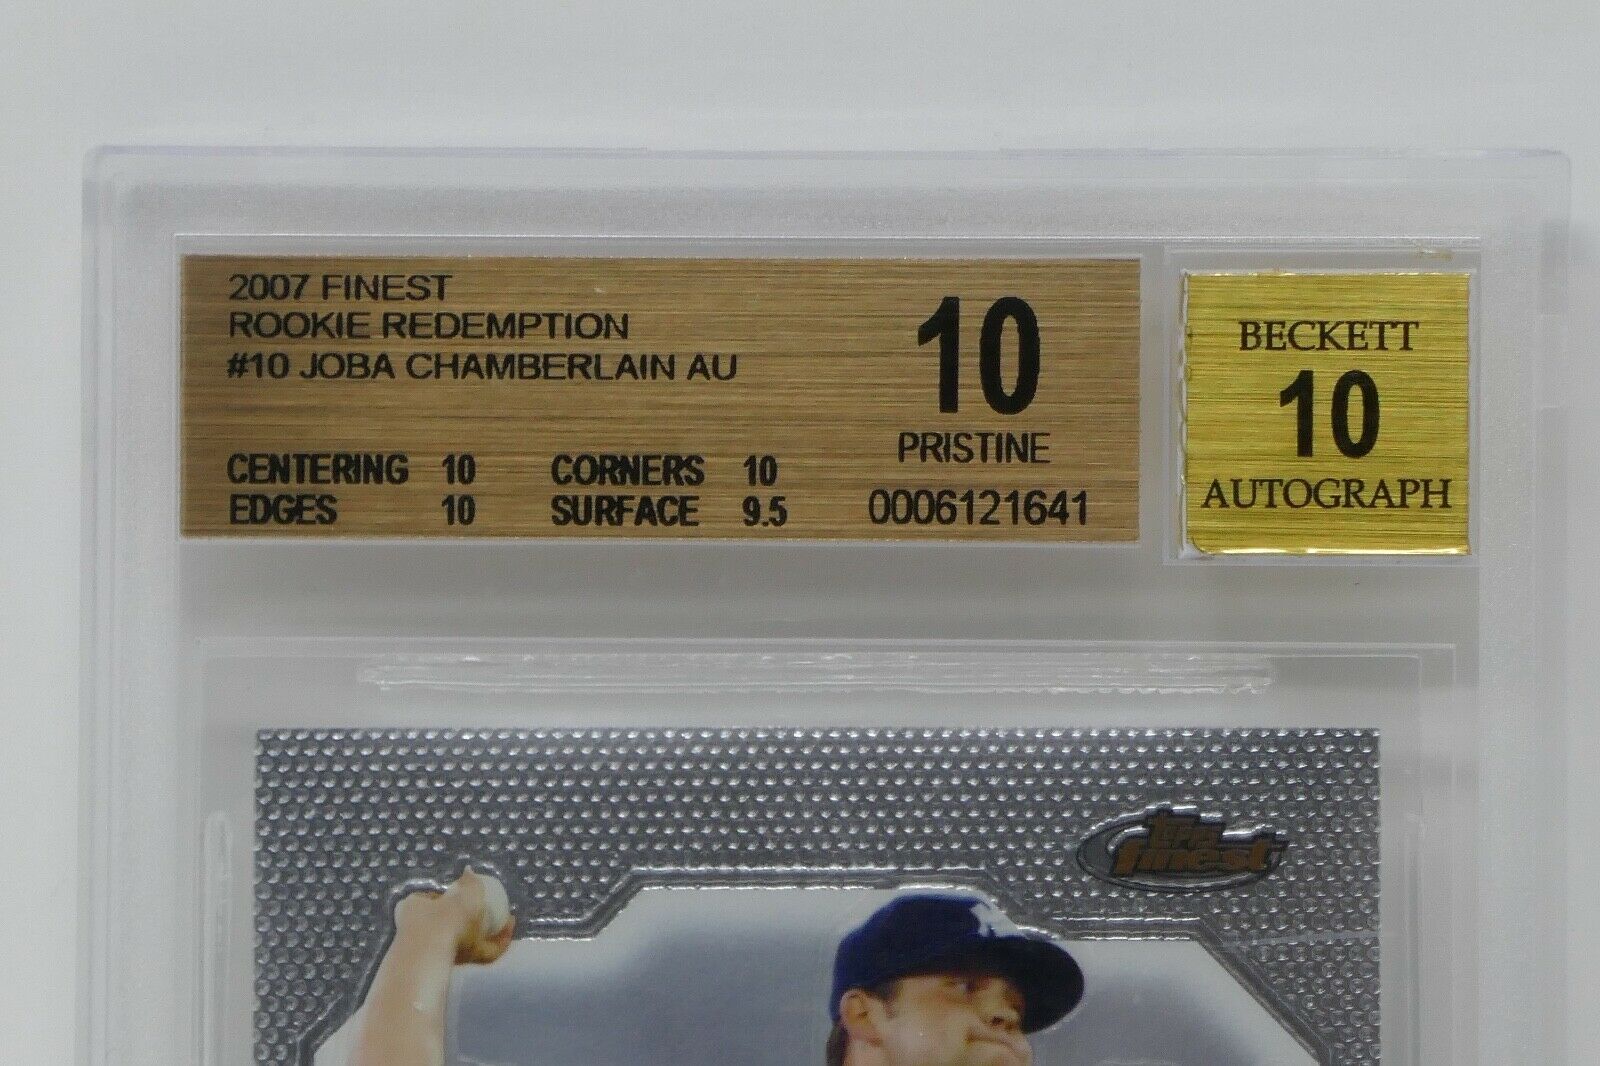 2007 FINEST
ROOKIE REDEMPTION
#10 JOBA CHAMBERLAIN AU
CENTERING 10 CORNERS 10
EDGES 10 SURFACE 9.5
10
PRISTINE
0006121641
BECKETT
10
AUTOGRAPH
topps
finest
NY